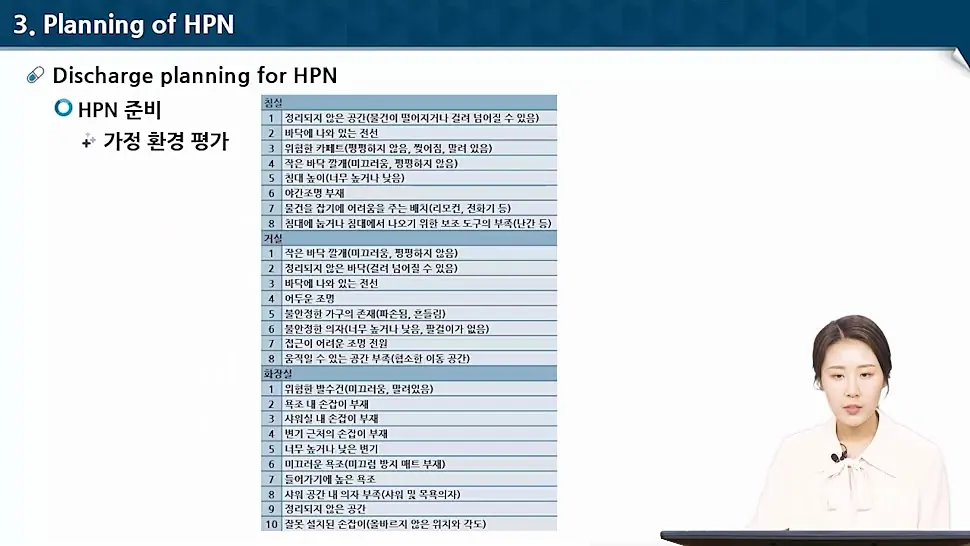 3. Planning of HPN
Discharge planning for HPN
HPN 준비
가정 환경 평가
침실
1 정리되지 않은 공간(물건이 떨어지거나 걸려 넘어질 수 있음)
2 바닥에 나와 있는 전선
3 위험한 카페트(평평하지 않음, 찢어짐, 말려 있음)
4 작은 바닥 깔개(미끄러움, 평평하지 않음)
5 침대 높이(너무 높거나 낮음)
6 야간조명 부재
7 물건을 잡기에 어려움을 주는 배치(리모컨, 전화기 등)
8 침대에 눕거나 침대에서 나오기 위한 보조 도구의 부족(난간 등)
거실
1 작은 바닥 깔개(미끄러움, 평평하지 않음)
2 정리되지 않은 바닥(걸려 넘어질 수 있음)
3 바닥에 나와 있는 전선
4 어두운 조명
5 불안정한 가구의 존재(파손됨, 흔들림)
6 불안정한 의자(너무 높거나 낮음, 팔걸이가 없음)
7 접근이 어려운 조명 전원
8 움직일 수 있는 공간 부족(협소한 이동 공간)
화장실
1 위험한 발수건(미끄러움, 말려있음)
2 욕조 내 손잡이 부재
3 샤워실 내 손잡이 부재
4 변기 근처의 손잡이 부재
5 너무 높거나 낮은 변기
6 미끄러운 욕조(미끄럼 방지 매트 부재)
7 들어가기에 높은 욕조
8 샤워 공간 내 의자 부족(샤워 및 목욕의자)
9 정리되지 않은 공간
10 잘못 설치된 손잡이(올바르지 않은 위치와 각도)